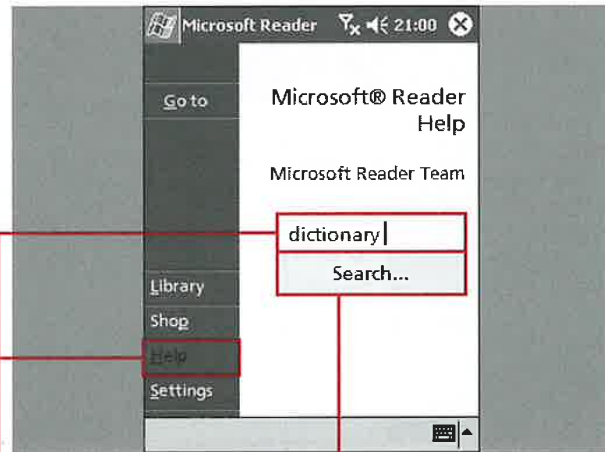 Microsoft Reader 21:00
Go to
Microsoft® Reader
Help
Microsoft Reader Team
dictionary
Search...
Library
Shop
Help
Settings